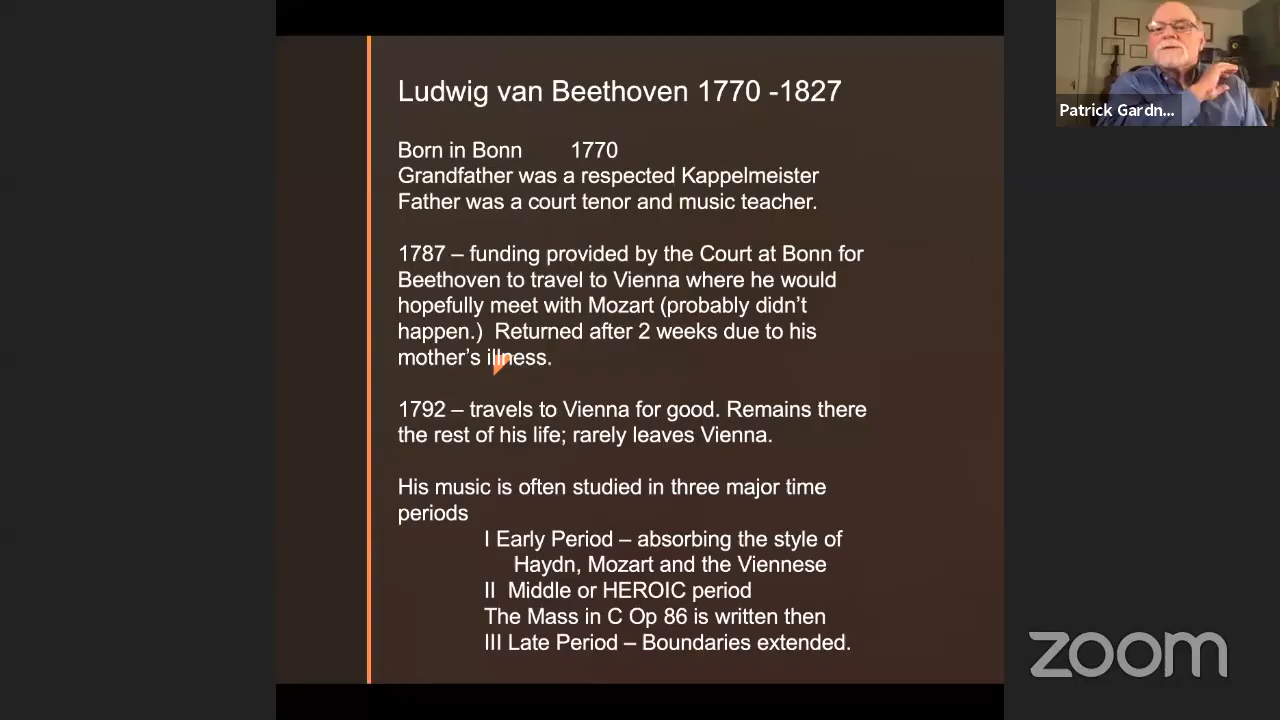 Ludwig van Beethoven 1770 -1827
Born in Bonn 1770
Grandfather was a respected Kappelmeister
Father was a court tenor and music teacher.
1787 – funding provided by the Court at Bonn for
Beethoven to travel to Vienna where he would
hopefully meet with Mozart (probably didn't
happen.) Returned after 2 weeks due to his
mother's illness.
1792 – travels to Vienna for good. Remains there
the rest of his life; rarely leaves Vienna.
His music is often studied in three major time
periods
I Early Period – absorbing the style of
Haydn, Mozart and the Viennese
II Middle or HEROIC period
The Mass in C Op 86 is written then
III Late Period – Boundaries extended.
Patrick Gardn...
zoom